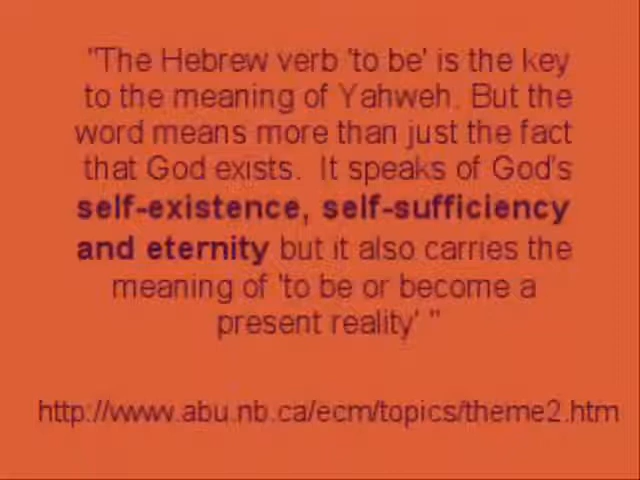 "The Hebrew verb 'to be' is the key
to the meaning of Yahweh. But the
word means more than just the fact
that God exists. It speaks of God's
self-existence, self-sufficiency
and eternity but it also carries the
meaning of 'to be or become a
present reality' "
http://www.abu.nb.ca/ecm/topics/theme2.htm